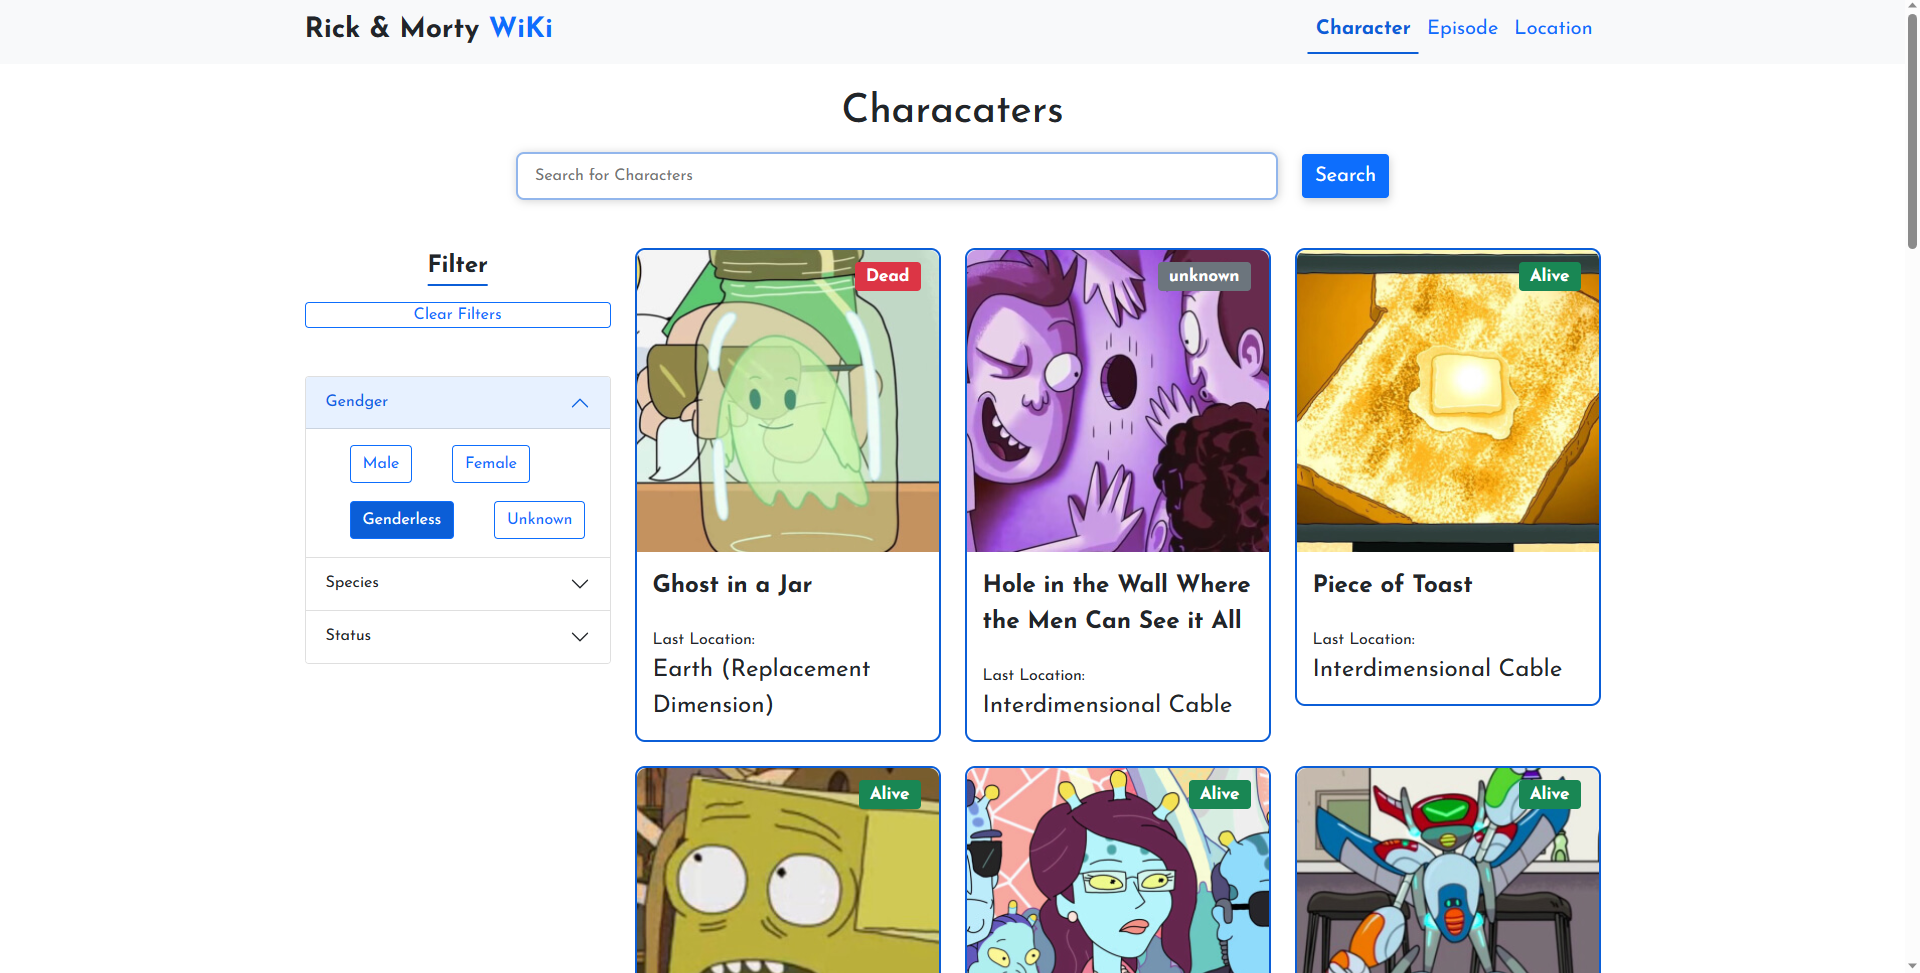 Rick & Morty WiKi
Character Episode Location
Characaters
Search for Characters
Search
Filter
Clear Filters
Gendger
Male Female
Genderless Unknown
Species
Status
Dead
Ghost in a Jar
Last Location:
Earth (Replacement
Dimension)
unknown
Hole in the Wall Where
the Men Can See it All
Last Location:
Interdimensional Cable
Alive
Piece of Toast
Last Location:
Interdimensional Cable
Alive
Alive
Alive